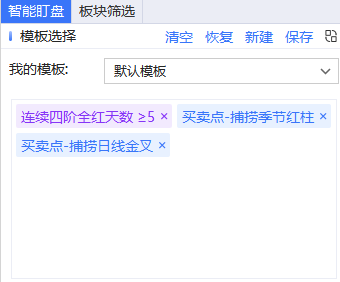 智能盯盘 板块筛选
模板选择 清空 恢复 新建 保存
我的模板: 默认模板
连续四阶全红天数 ≥5 × 买卖点-捕捞季节红柱 ×
买卖点-捕捞日线金叉 ×